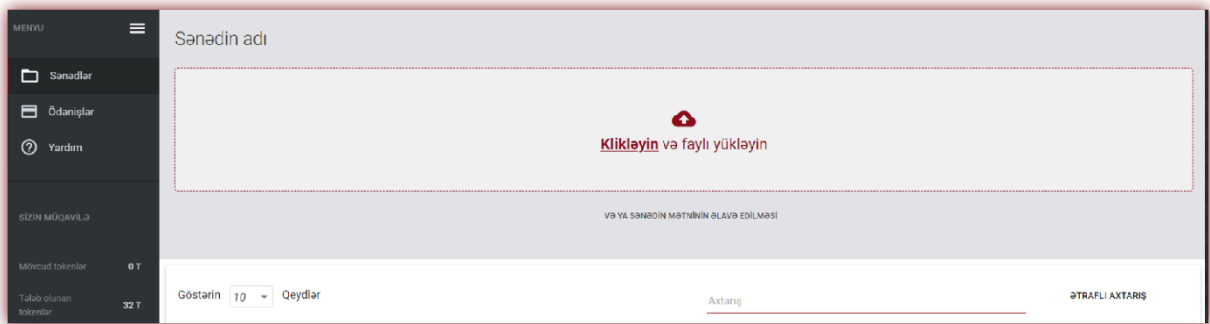 MENYU
Sənədlər
Ödənişlər
Yardım
SİZİN MÜQAVİLƏ
Mövcud tokenlər 0 T
Tələb olunan
tokenlər 32 T
Sənədin adı
Klikləyin və faylı yükləyin
VƏ YA SƏNƏDİN MƏTNİNİN ƏLAVƏ EDİLMƏSİ
Göstərin 10 Qeydlər
Axtarış
ƏTRAFLI AXTARIŞ